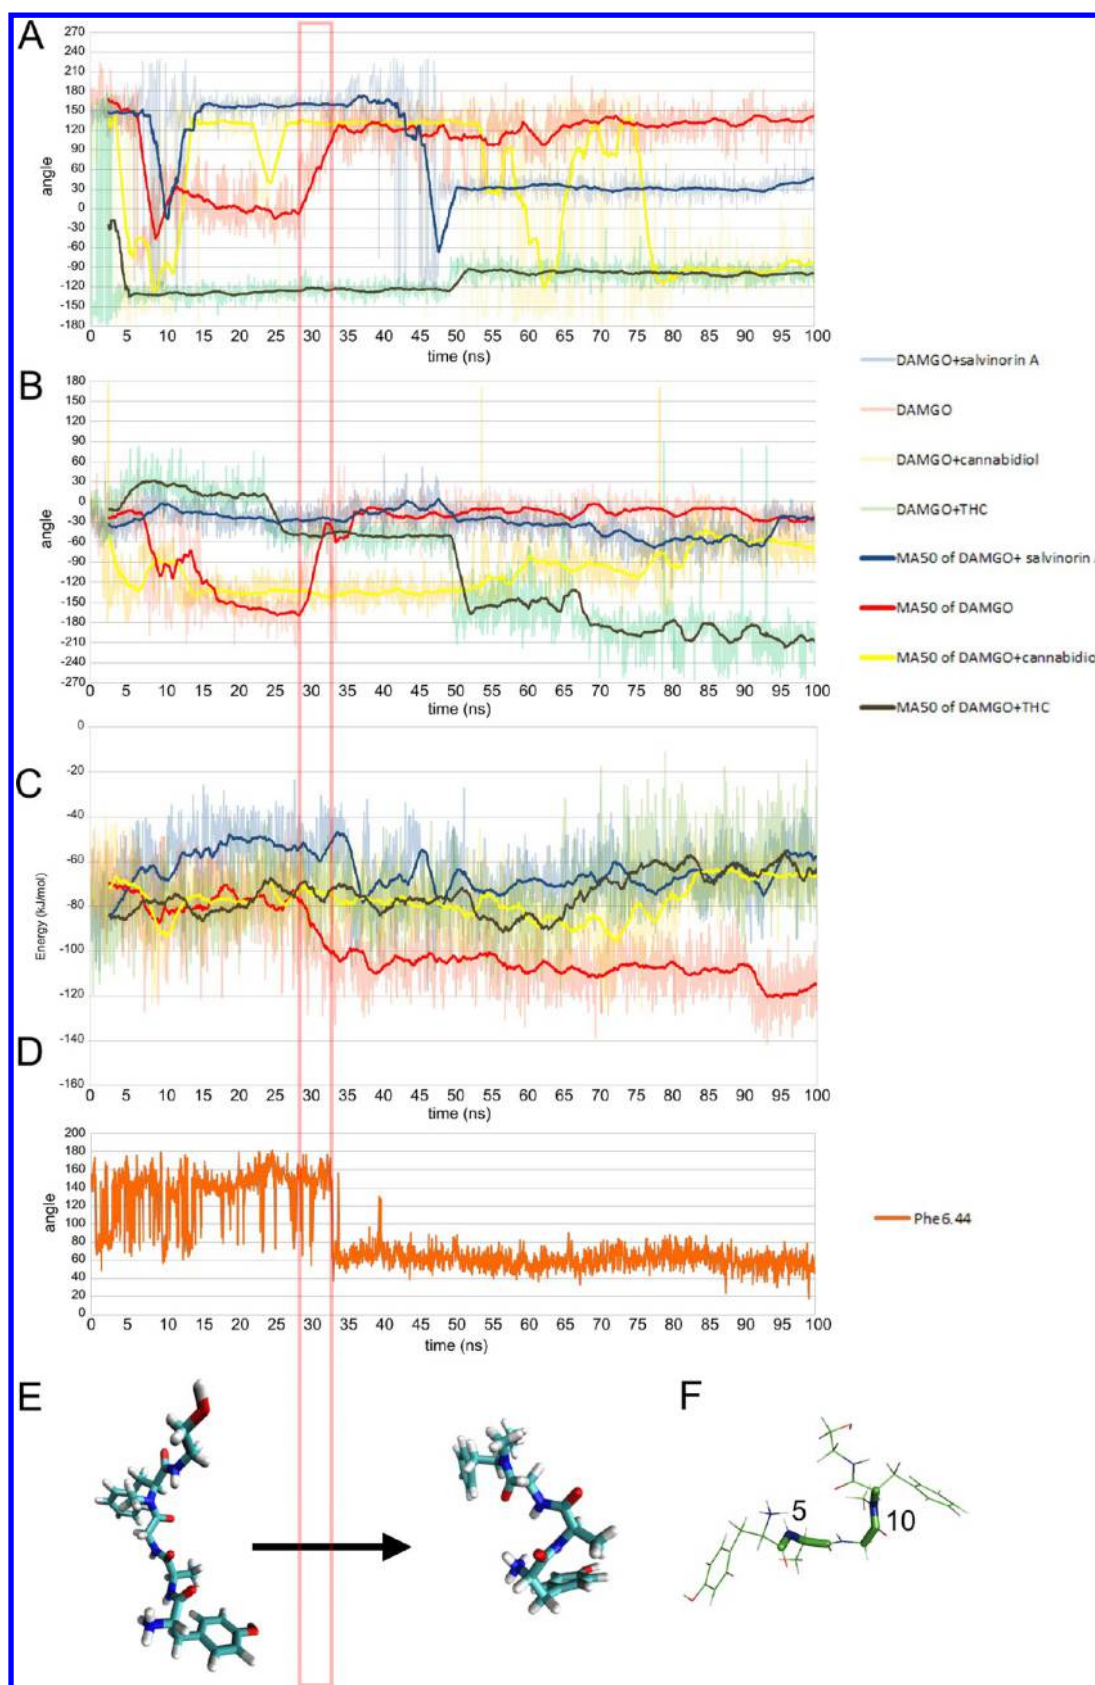 A
270
240
210
180
150
120
90
60
30
0
-30
-60
-90
-120
-150
-180
angle
0 5 10 15 20 25 30 35 40 45 50 55 60 65 70 75 80 85 90 95 100
time (ns)
B
180
150
120
90
60
30
0
-30
-60
-90
-120
-150
-180
-210
-240
-270
angle
0 5 10 15 20 25 30 35 40 45 50 55 60 65 70 75 80 85 90 95 100
time (ns)
DAMGO+salvinorin A
DAMGO
DAMGO+cannabidiol
DAMGO+THC
MA50 of DAMGO+ salvinorin A
MA50 of DAMGO
MA50 of DAMGO+cannabidio
MA50 of DAMGO+THC
C
0
-20
-40
-60
-80
-100
-120
-140
-160
Energy (kJ/mol)
0 5 10 15 20 25 30 35 40 45 50 55 60 65 70 75 80 85 90 95 100
time (ns)
D
200
180
160
140
120
100
80
60
40
20
0
angle
0 5 10 15 20 25 30 35 40 45 50 55 60 65 70 75 80 85 90 95 100
time (ns)
Phe6.44
E
F
5
10